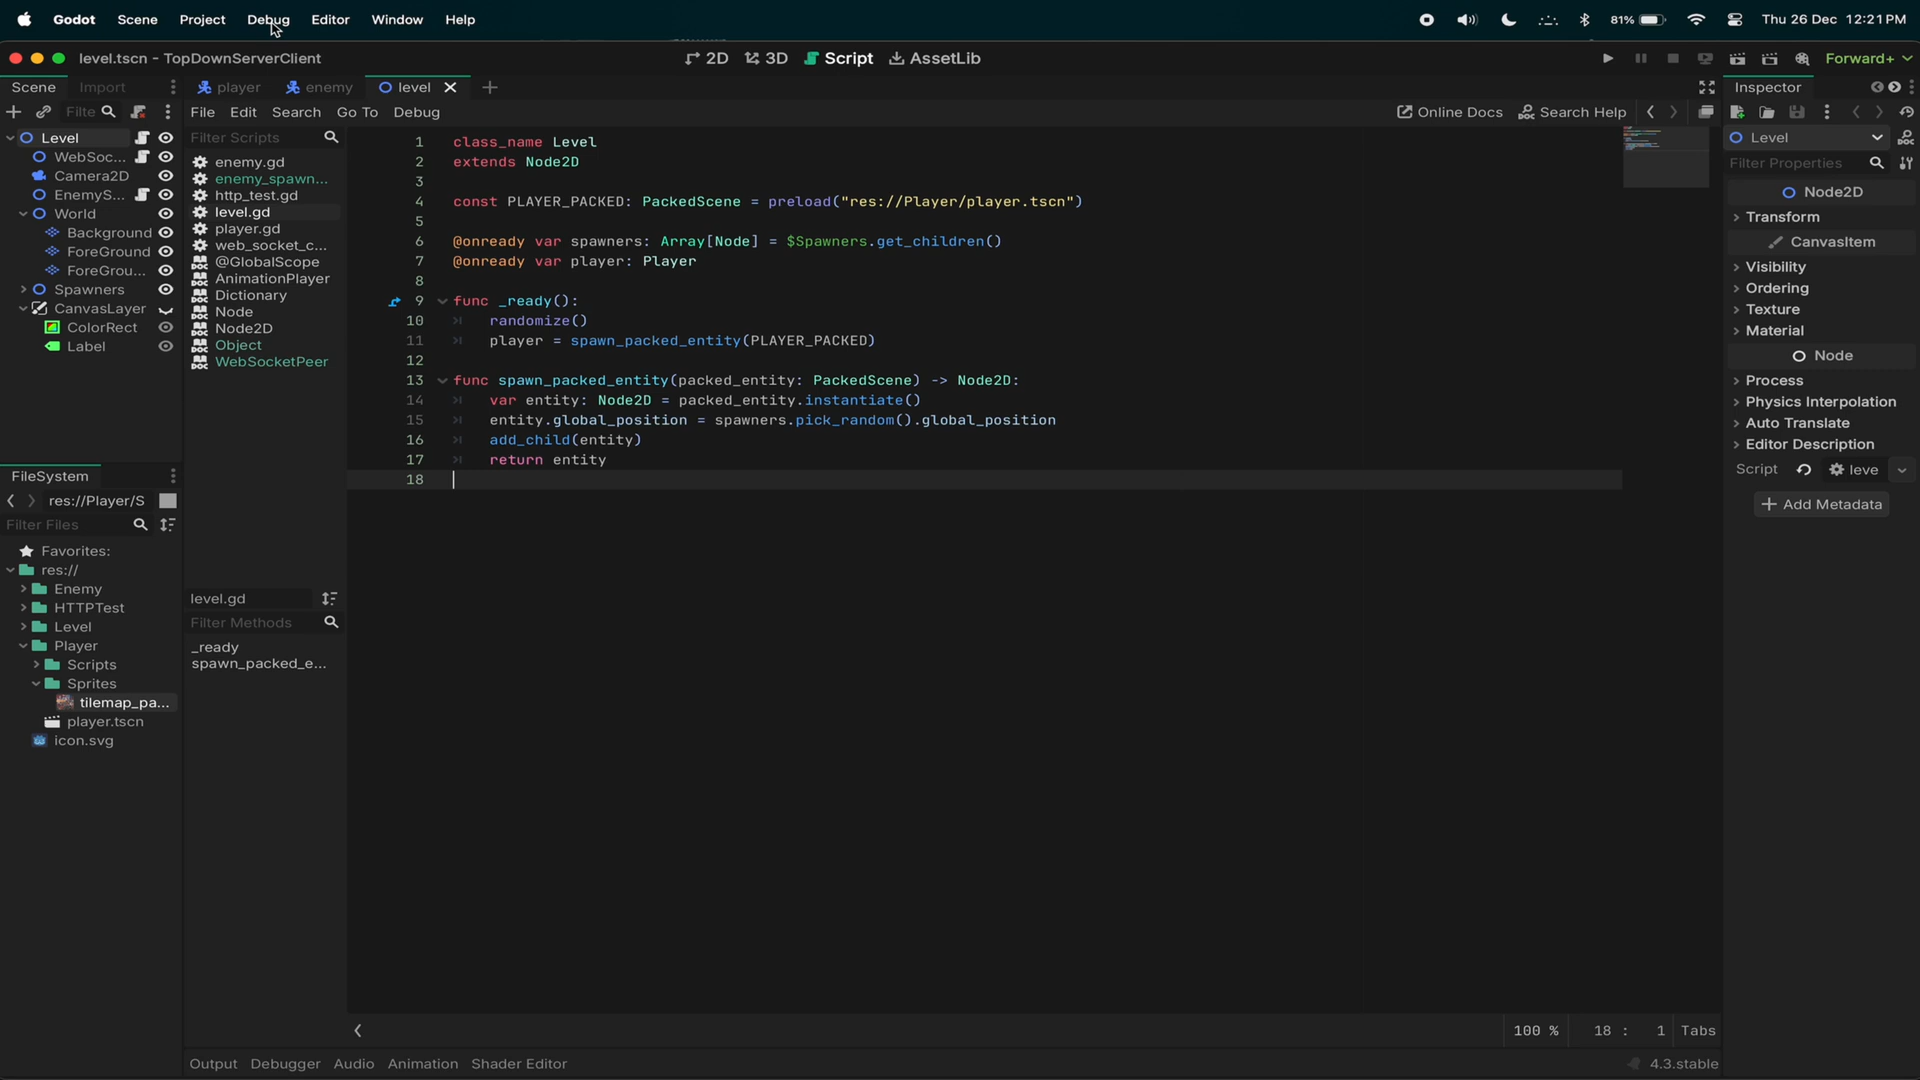 Godot Scene Project Debug Editor Window Help
81% Thu 26 Dec 12:21PM
level.tscn - TopDownServerClient
2D 3D Script AssetLib
Forward+
Scene Import
player enemy level
Inspector
Filte
File Edit Search Go To Debug
Online Docs Search Help
Level
WebSoc...
Camera2D
EnemyS...
World
Background
ForeGround
ForeGrou...
Spawners
CanvasLayer
ColorRect
Label
Filter Scripts
enemy.gd
enemy_spawn...
http_test.gd
level.gd
player.gd
web_socket_c...
@GlobalScope
AnimationPlayer
Dictionary
Node
Node2D
Object
WebSocketPeer
1 class_name Level
2 extends Node2D
3
4 const PLAYER_PACKED: PackedScene = preload("res://Player/player.tscn")
5
6 @onready var spawners: Array[Node] = $Spawners.get_children()
7 @onready var player: Player
8
9 func _ready():
10 randomize()
11 player = spawn_packed_entity(PLAYER_PACKED)
12
13 func spawn_packed_entity(packed_entity: PackedScene) -> Node2D:
14 var entity: Node2D = packed_entity.instantiate()
15 entity.global_position = spawners.pick_random().global_position
16 add_child(entity)
17 return entity
18
Level
Filter Properties
Node2D
Transform
CanvasItem
Visibility
Ordering
Texture
Material
Node
Process
Physics Interpolation
Auto Translate
Editor Description
Script leve
Add Metadata
FileSystem
res://Player/S
Filter Files
Favorites:
res://
Enemy
HTTPTest
Level
Player
Scripts
Sprites
tilemap_pa...
player.tscn
icon.svg
level.gd
Filter Methods
_ready
spawn_packed_e...
100 % 18 : 1 Tabs
Output Debugger Audio Animation Shader Editor
4.3.stable